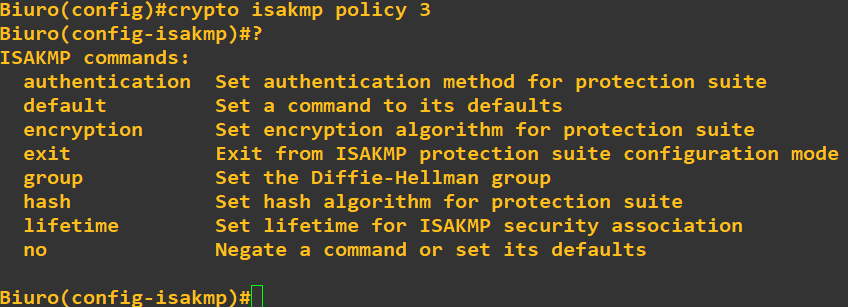 Biuro(config)#crypto isakmp policy 3
Biuro(config-isakmp)#?
ISAKMP commands:
  authentication  Set authentication method for protection suite
  default         Set a command to its defaults
  encryption      Set encryption algorithm for protection suite
  exit            Exit from ISAKMP protection suite configuration mode
  group           Set the Diffie-Hellman group
  hash            Set hash algorithm for protection suite
  lifetime        Set lifetime for ISAKMP security association
  no              Negate a command or set its defaults

Biuro(config-isakmp)#